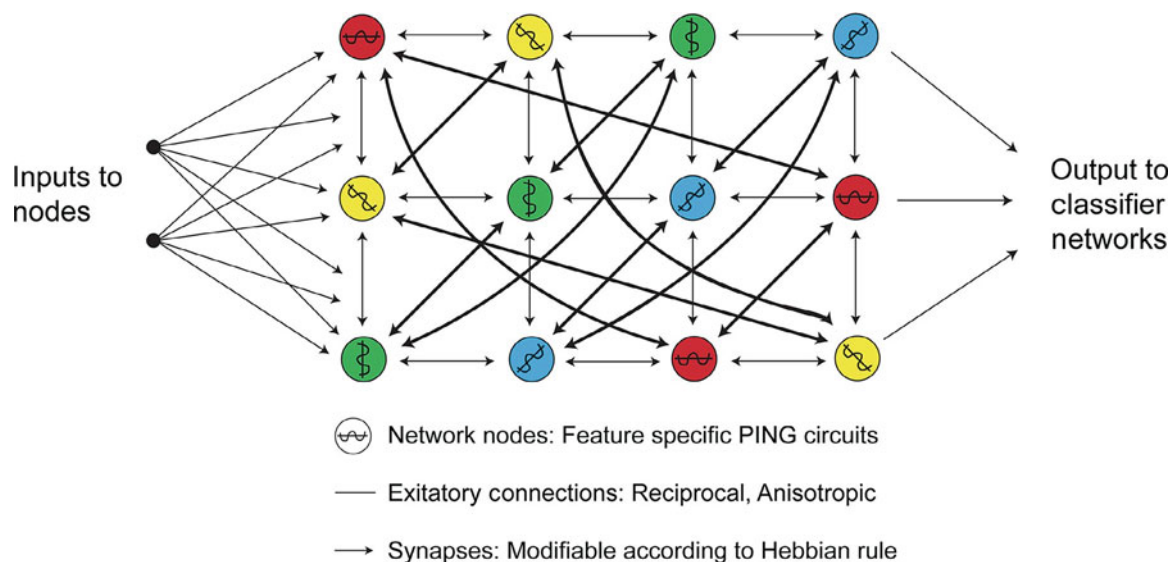 Inputs to
nodes
Output to
classifier
networks
Network nodes: Feature specific PING circuits
Exitatory connections: Reciprocal, Anisotropic
Synapses: Modifiable according to Hebbian rule